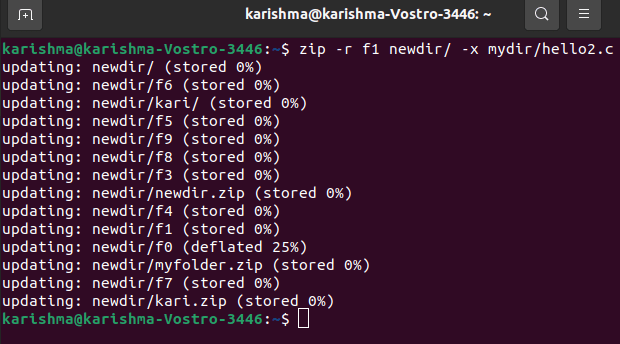 karishma@karishma-Vostro-3446: ~
karishma@karishma-Vostro-3446:~$ zip -r f1 newdir/ -x mydir/hello2.c
updating: newdir/ (stored 0%)
updating: newdir/f6 (stored 0%)
updating: newdir/kari/ (stored 0%)
updating: newdir/f5 (stored 0%)
updating: newdir/f9 (stored 0%)
updating: newdir/f8 (stored 0%)
updating: newdir/f3 (stored 0%)
updating: newdir/newdir.zip (stored 0%)
updating: newdir/f4 (stored 0%)
updating: newdir/f1 (stored 0%)
updating: newdir/f0 (deflated 25%)
updating: newdir/myfolder.zip (stored 0%)
updating: newdir/f7 (stored 0%)
updating: newdir/kari.zip (stored 0%)
karishma@karishma-Vostro-3446:~$